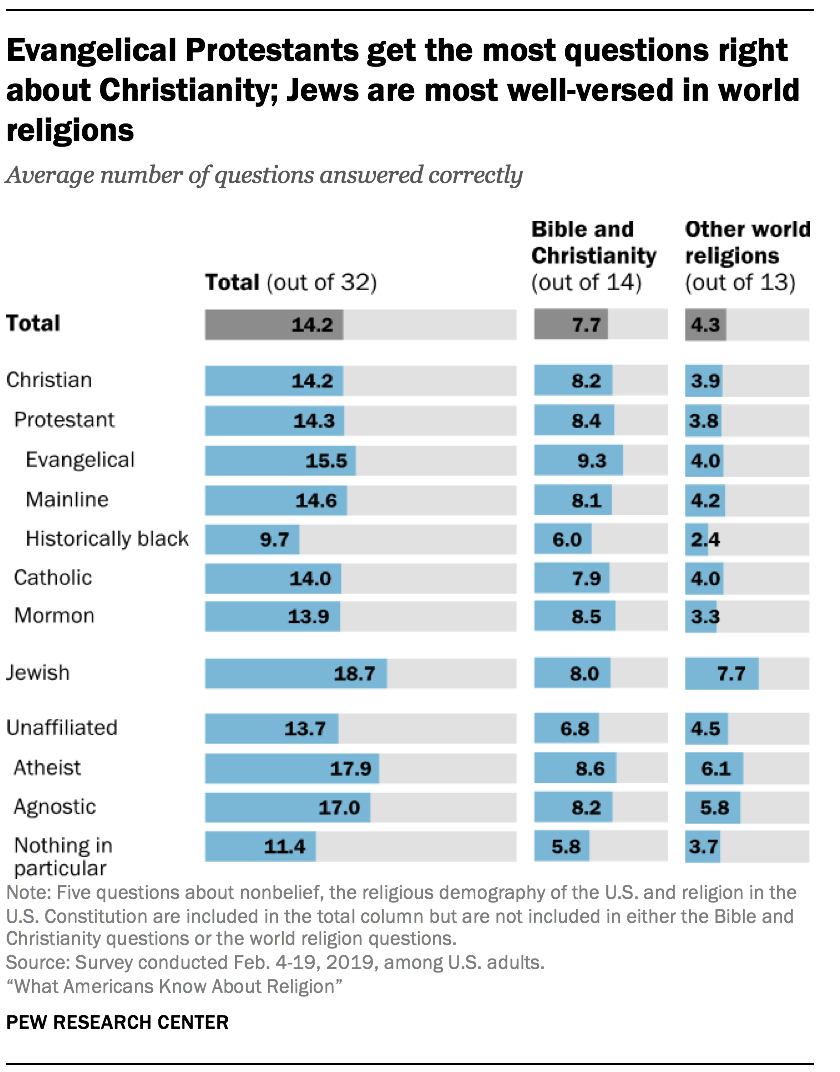 Evangelical Protestants get the most questions right
about Christianity; Jews are most well-versed in world
religions
Average number of questions answered correctly
Total (out of 32)
Bible and
Christianity
(out of 14)
Other world
religions
(out of 13)
Total 14.2 7.7 4.3
Christian 14.2 8.2 3.9
Protestant 14.3 8.4 3.8
Evangelical 15.5 9.3 4.0
Mainline 14.6 8.1 4.2
Historically black 9.7 6.0 2.4
Catholic 14.0 7.9 4.0
Mormon 13.9 8.5 3.3
Jewish 18.7 8.0 7.7
Unaffiliated 13.7 6.8 4.5
Atheist 17.9 8.6 6.1
Agnostic 17.0 8.2 5.8
Nothing in 11.4 5.8 3.7
particular
Note: Five questions about nonbelief, the religious demography of the U.S. and religion in the
U.S. Constitution are included in the total column but are not included in either the Bible and
Christianity questions or the world religion questions.
Source: Survey conducted Feb. 4-19, 2019, among U.S. adults.
“What Americans Know About Religion”
PEW RESEARCH CENTER